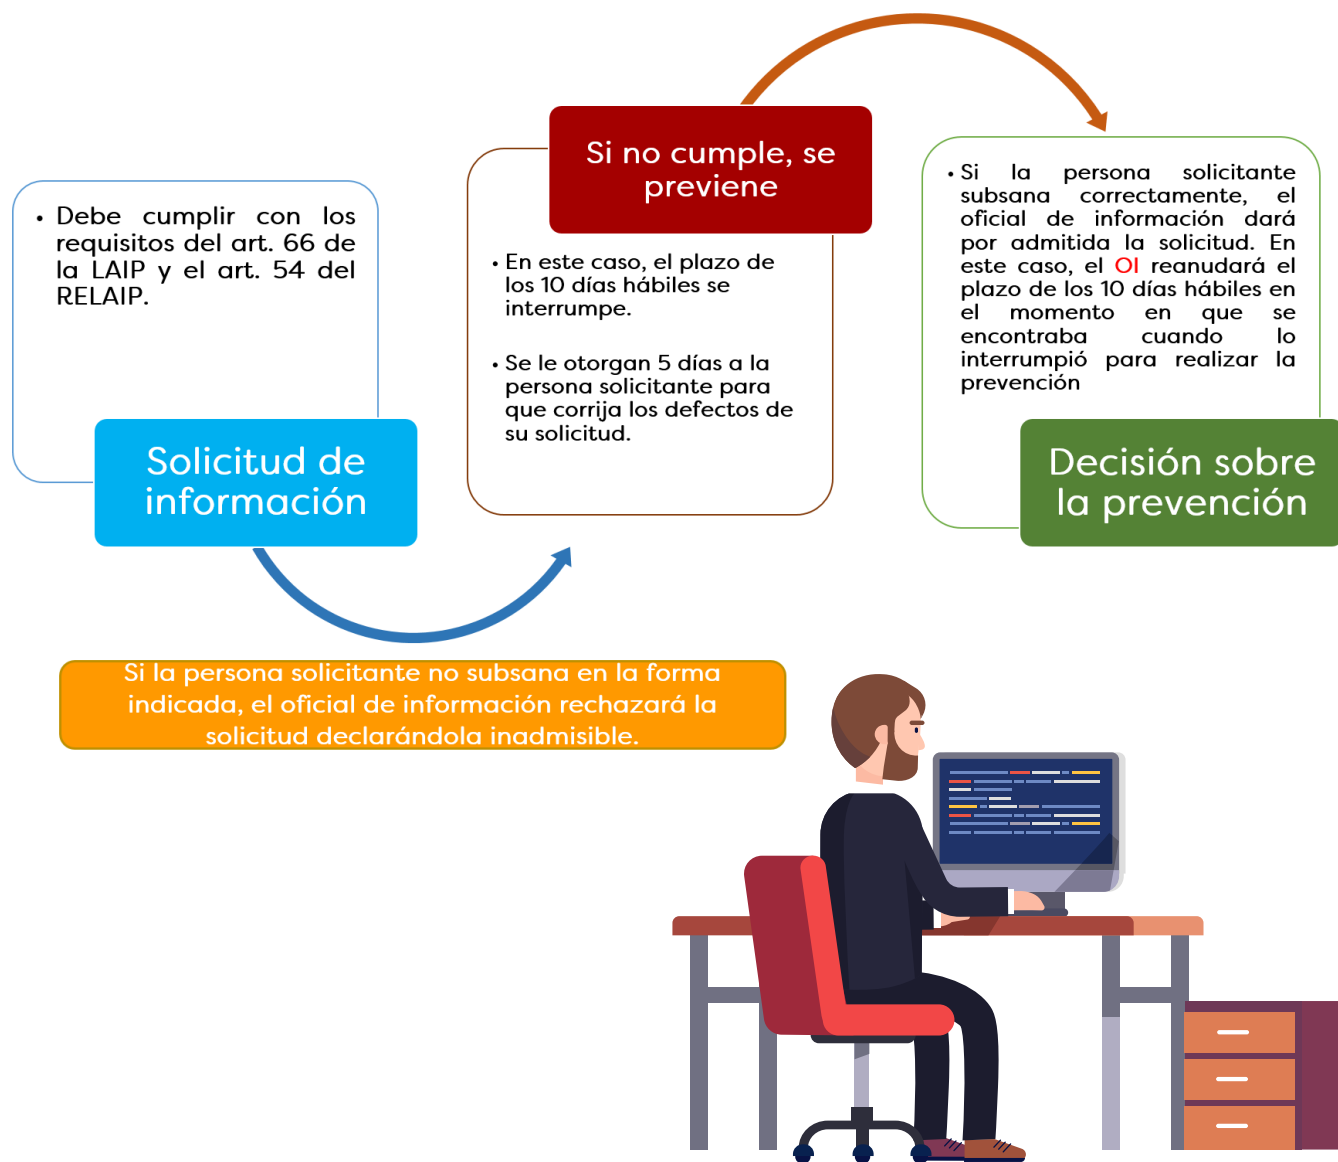 • Debe cumplir con los
requisitos del art. 66 de
la LAIP y el art. 54 del
RELAIP.
Solicitud de
información
Si no cumple, se
previene
• En este caso, el plazo de
los 10 días hábiles se
interrumpe.
• Se le otorgan 5 días a la
persona solicitante para
que corrija los defectos de
su solicitud.
• Si la persona solicitante
subsana correctamente, el
oficial de información dará
por admitida la solicitud. En
este caso, el OI reanudará el
plazo de los 10 días hábiles en
el momento en que se
encontraba cuando lo
interrumpió para realizar la
prevención
Decisión sobre
la prevención
Si la persona solicitante no subsana en la forma
indicada, el oficial de información rechazará la
solicitud declarándola inadmisible.